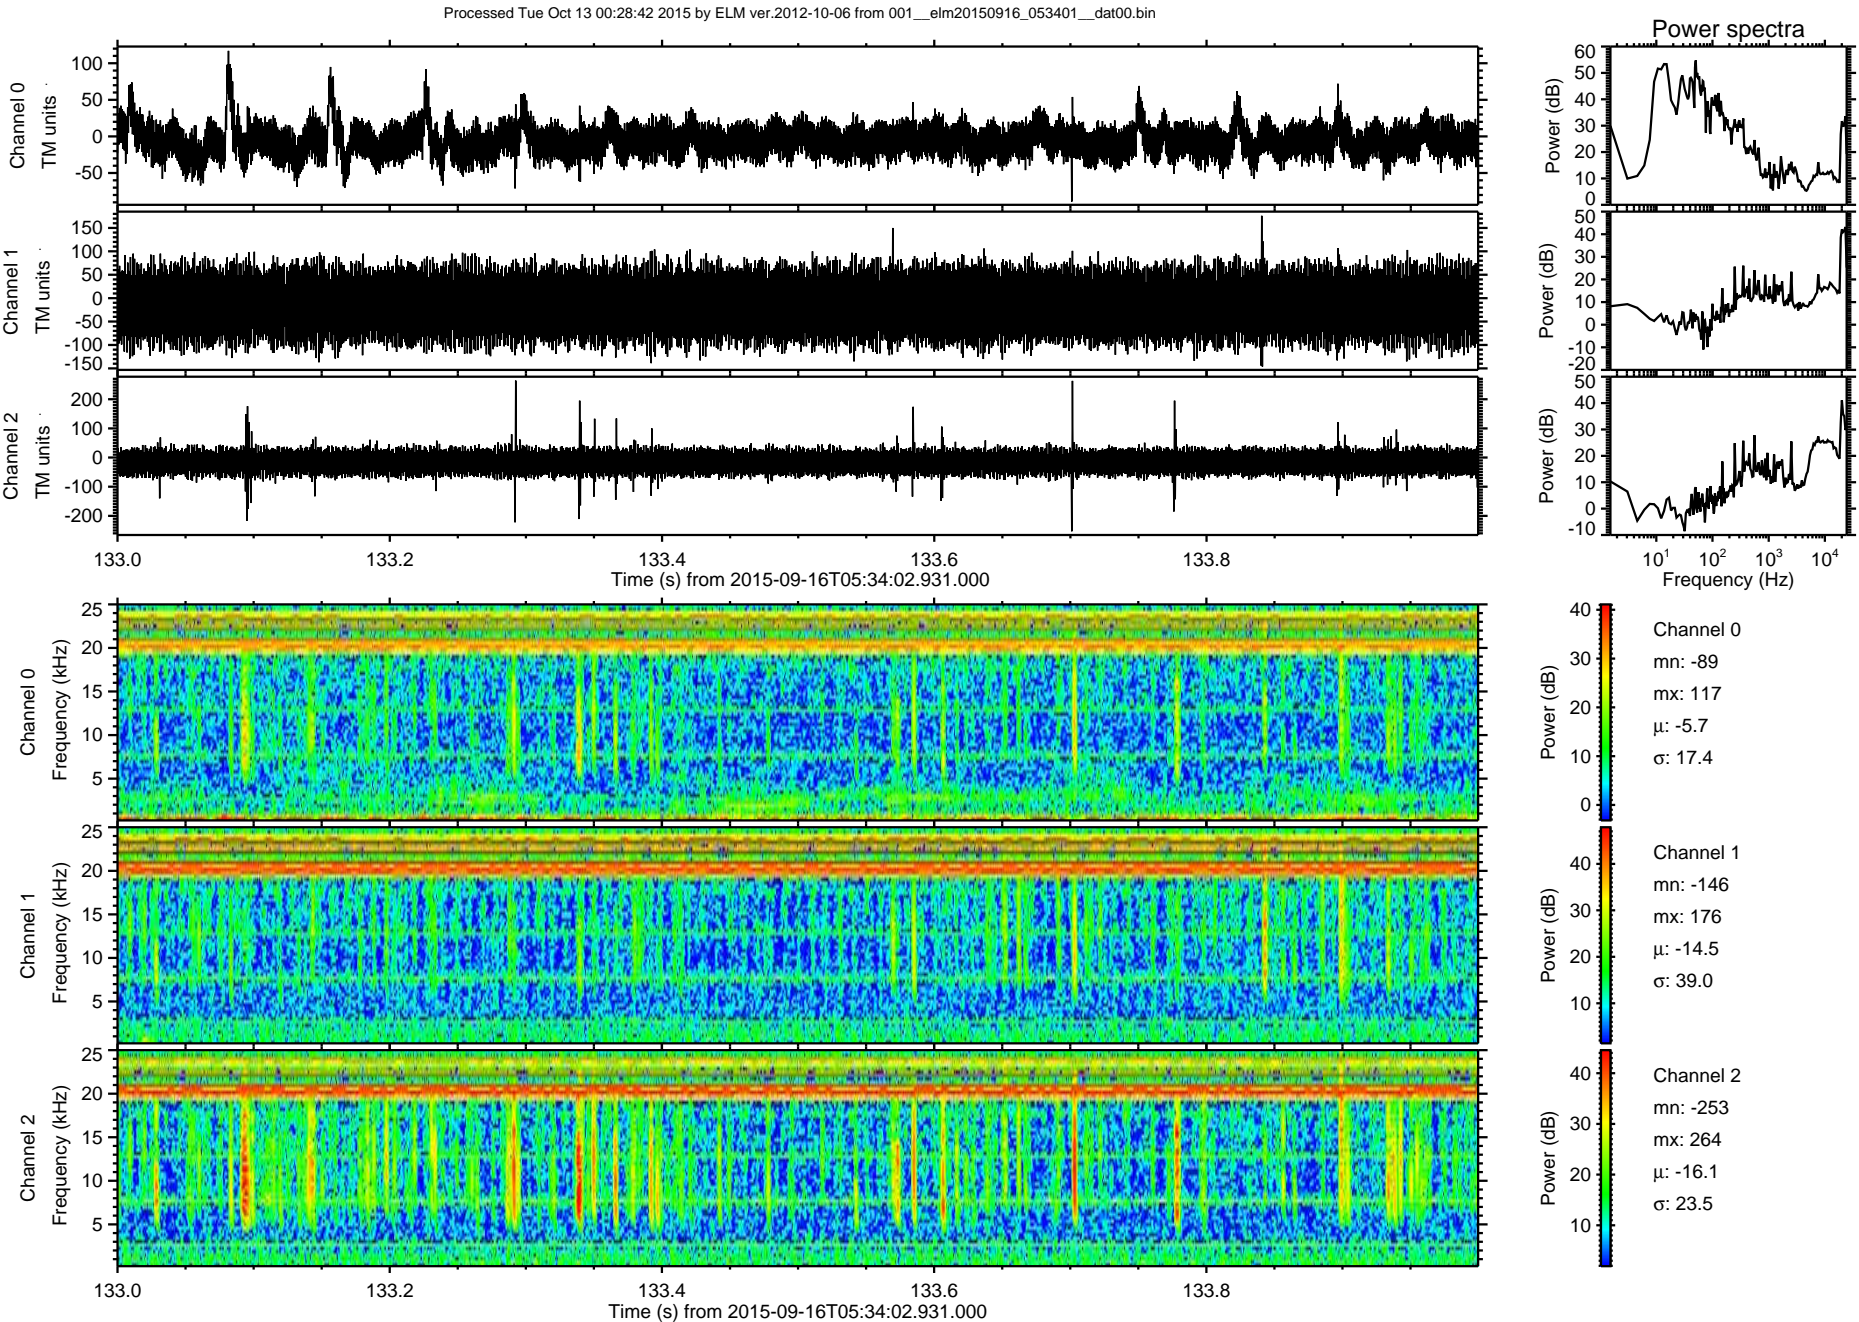 Processed Tue Oct 13 00:28:42 2015 by ELM ver.2012-10-06 from 001__elm20150916_053401__dat00.bin
Power spectra
Channel 0
TM units
100
50
0
-50
Power (dB)
60
50
40
30
20
10
0
Channel 1
TM units
150
100
50
0
-50
-100
-150
Power (dB)
50
40
30
20
10
0
-10
-20
Channel 2
TM units
200
100
0
-100
-200
Power (dB)
50
40
30
20
10
0
-10
133.0 133.2 133.4 133.6 133.8
Time (s) from 2015-09-16T05:34:02.931.000
10¹ 10² 10³ 10⁴
Frequency (Hz)
Channel 0
Frequency (kHz)
25
20
15
10
5
Power (dB)
40
30
20
10
0
Channel 0
mn: -89
mx: 117
μ: -5.7
σ: 17.4
Channel 1
Frequency (kHz)
25
20
15
10
5
Power (dB)
40
30
20
10
Channel 1
mn: -146
mx: 176
μ: -14.5
σ: 39.0
Channel 2
Frequency (kHz)
25
20
15
10
5
Power (dB)
40
30
20
10
Channel 2
mn: -253
mx: 264
μ: -16.1
σ: 23.5
133.0 133.2 133.4 133.6 133.8
Time (s) from 2015-09-16T05:34:02.931.000